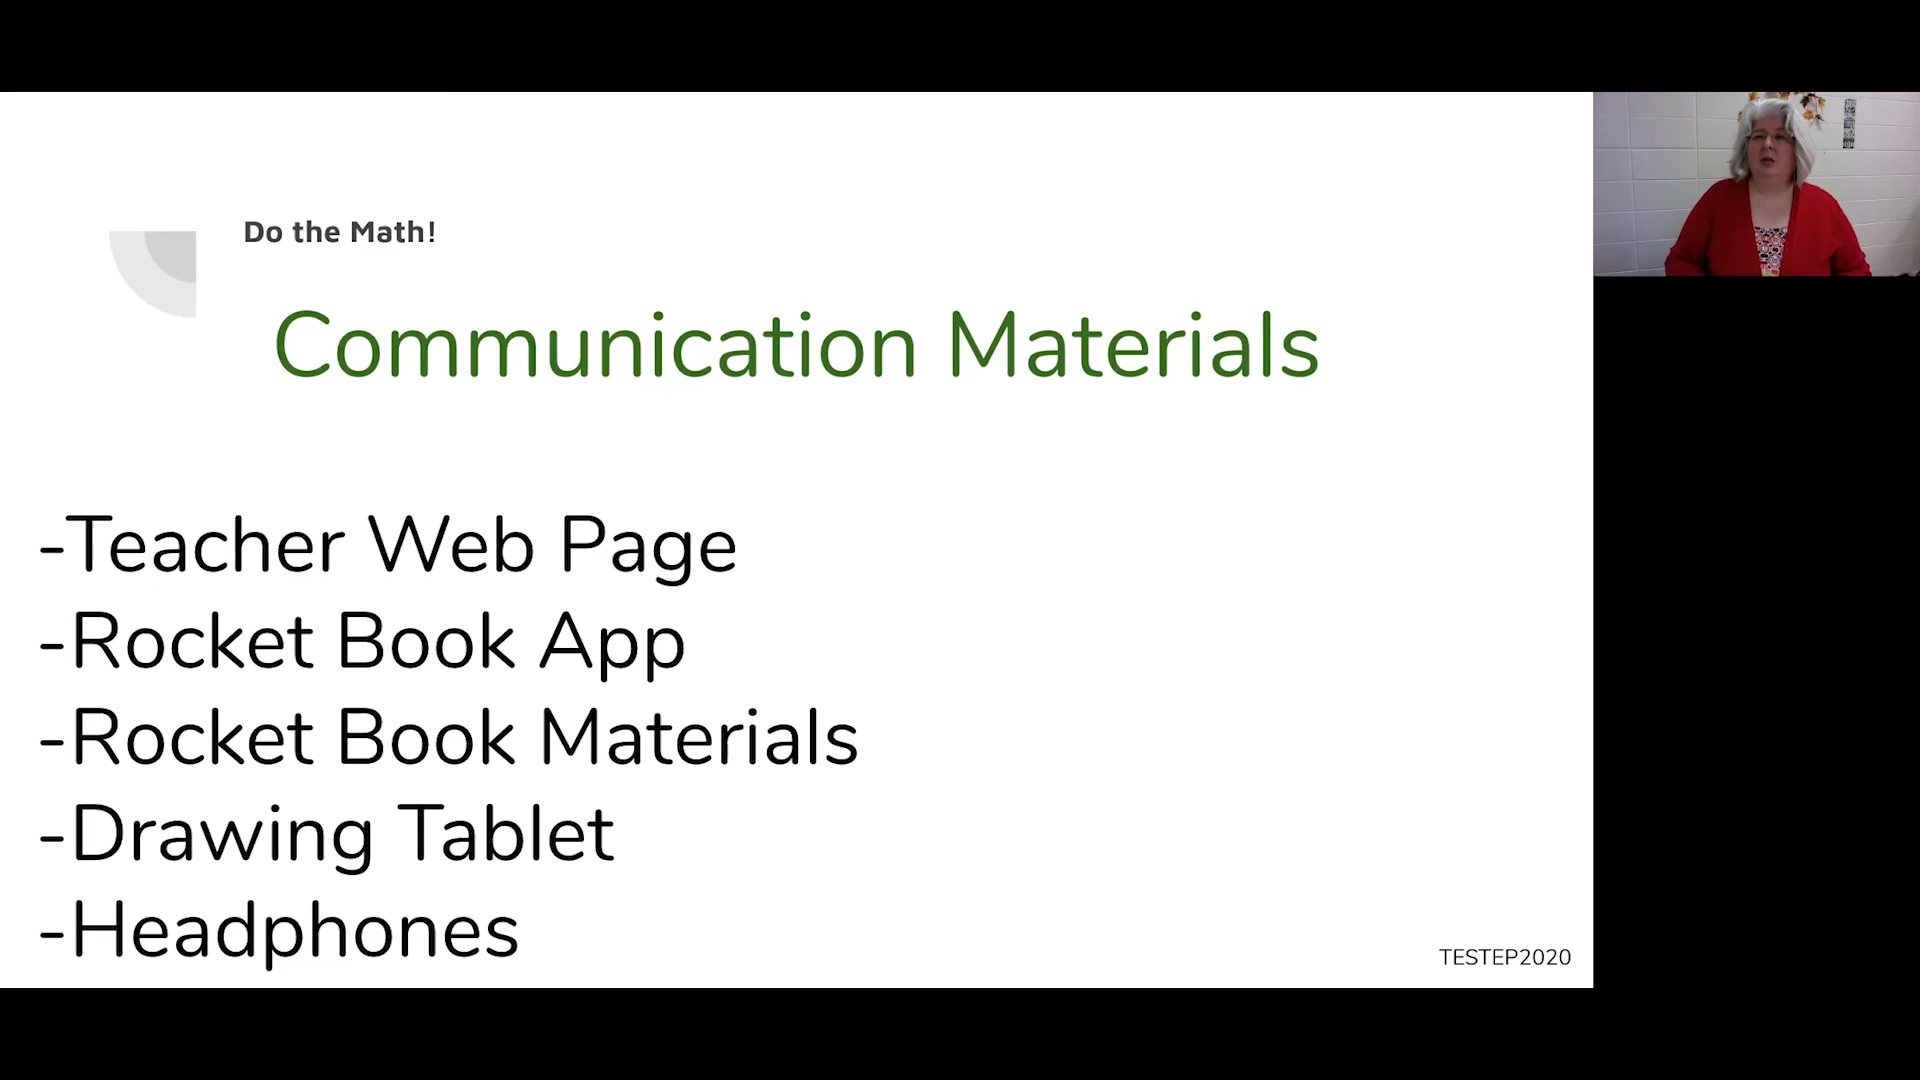 Do the Math!
Communication Materials
-Teacher Web Page
-Rocket Book App
-Rocket Book Materials
-Drawing Tablet
-Headphones
TESTEP2020